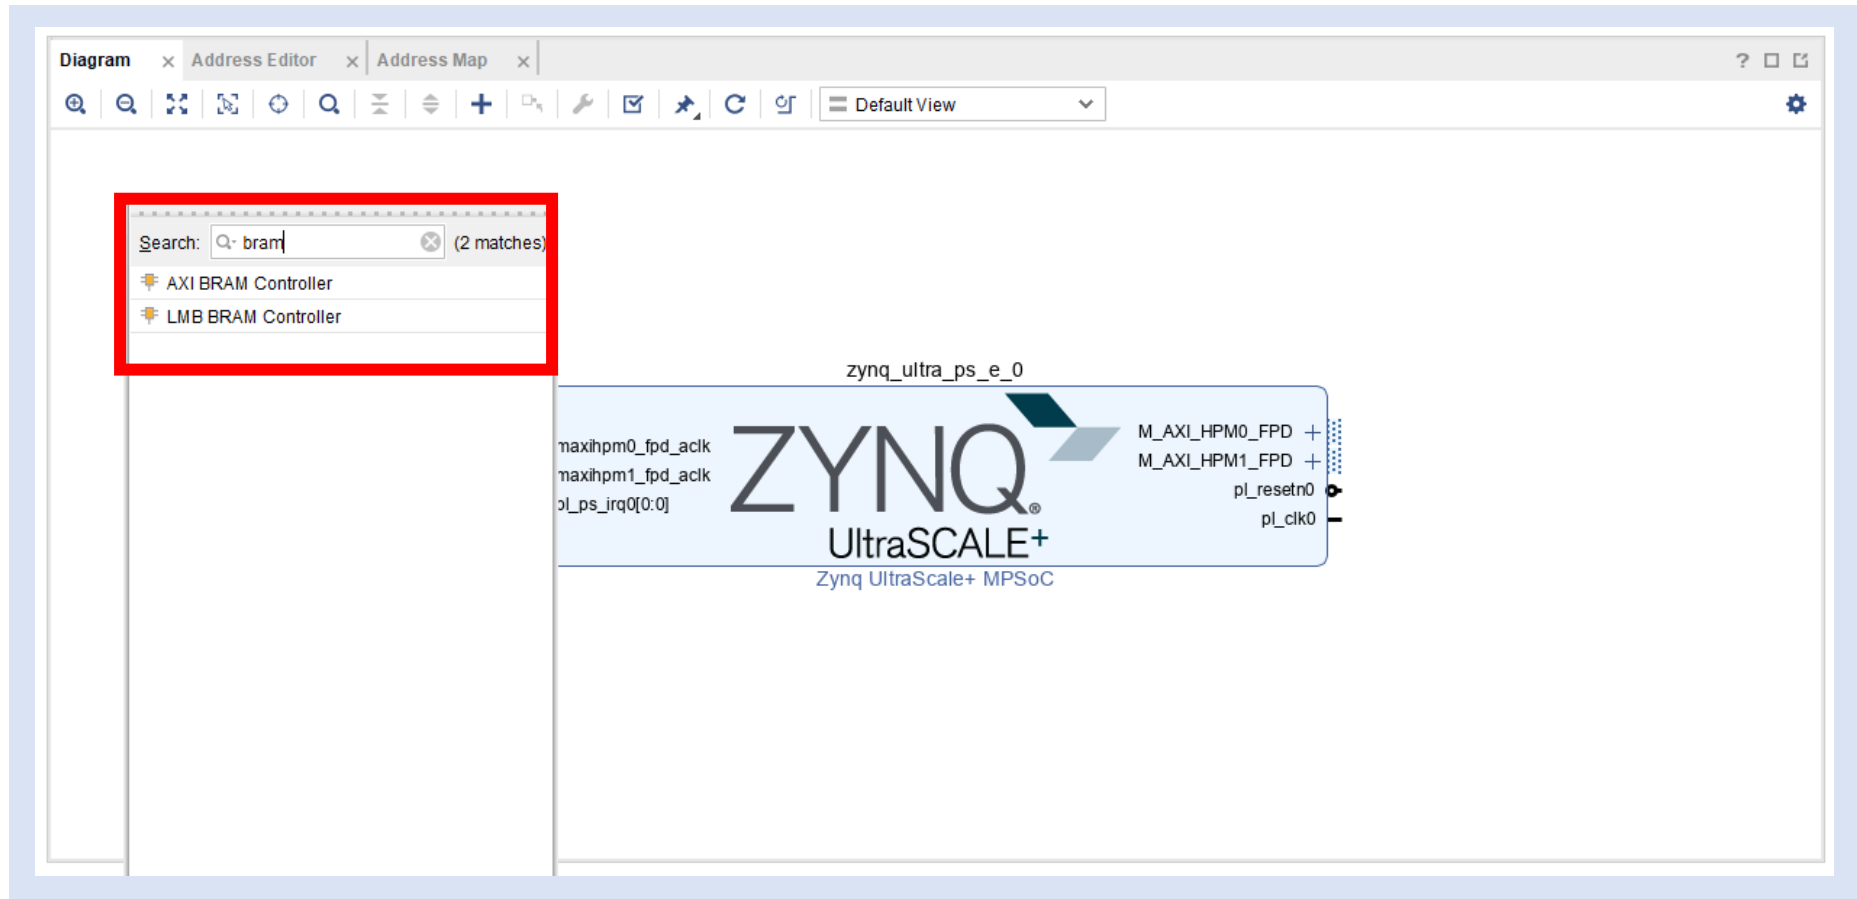 Diagram
Address Editor
Address Map
Default View
Search: bram (2 matches)
AXI BRAM Controller
LMB BRAM Controller
zynq_ultra_ps_e_0
maxihpm0_fpd_aclk
maxihpm1_fpd_aclk
pl_ps_irq0[0:0]
ZYNQ®
UltraSCALE+
M_AXI_HPM0_FPD
M_AXI_HPM1_FPD
pl_resetn0
pl_clk0
Zynq UltraScale+ MPSoC